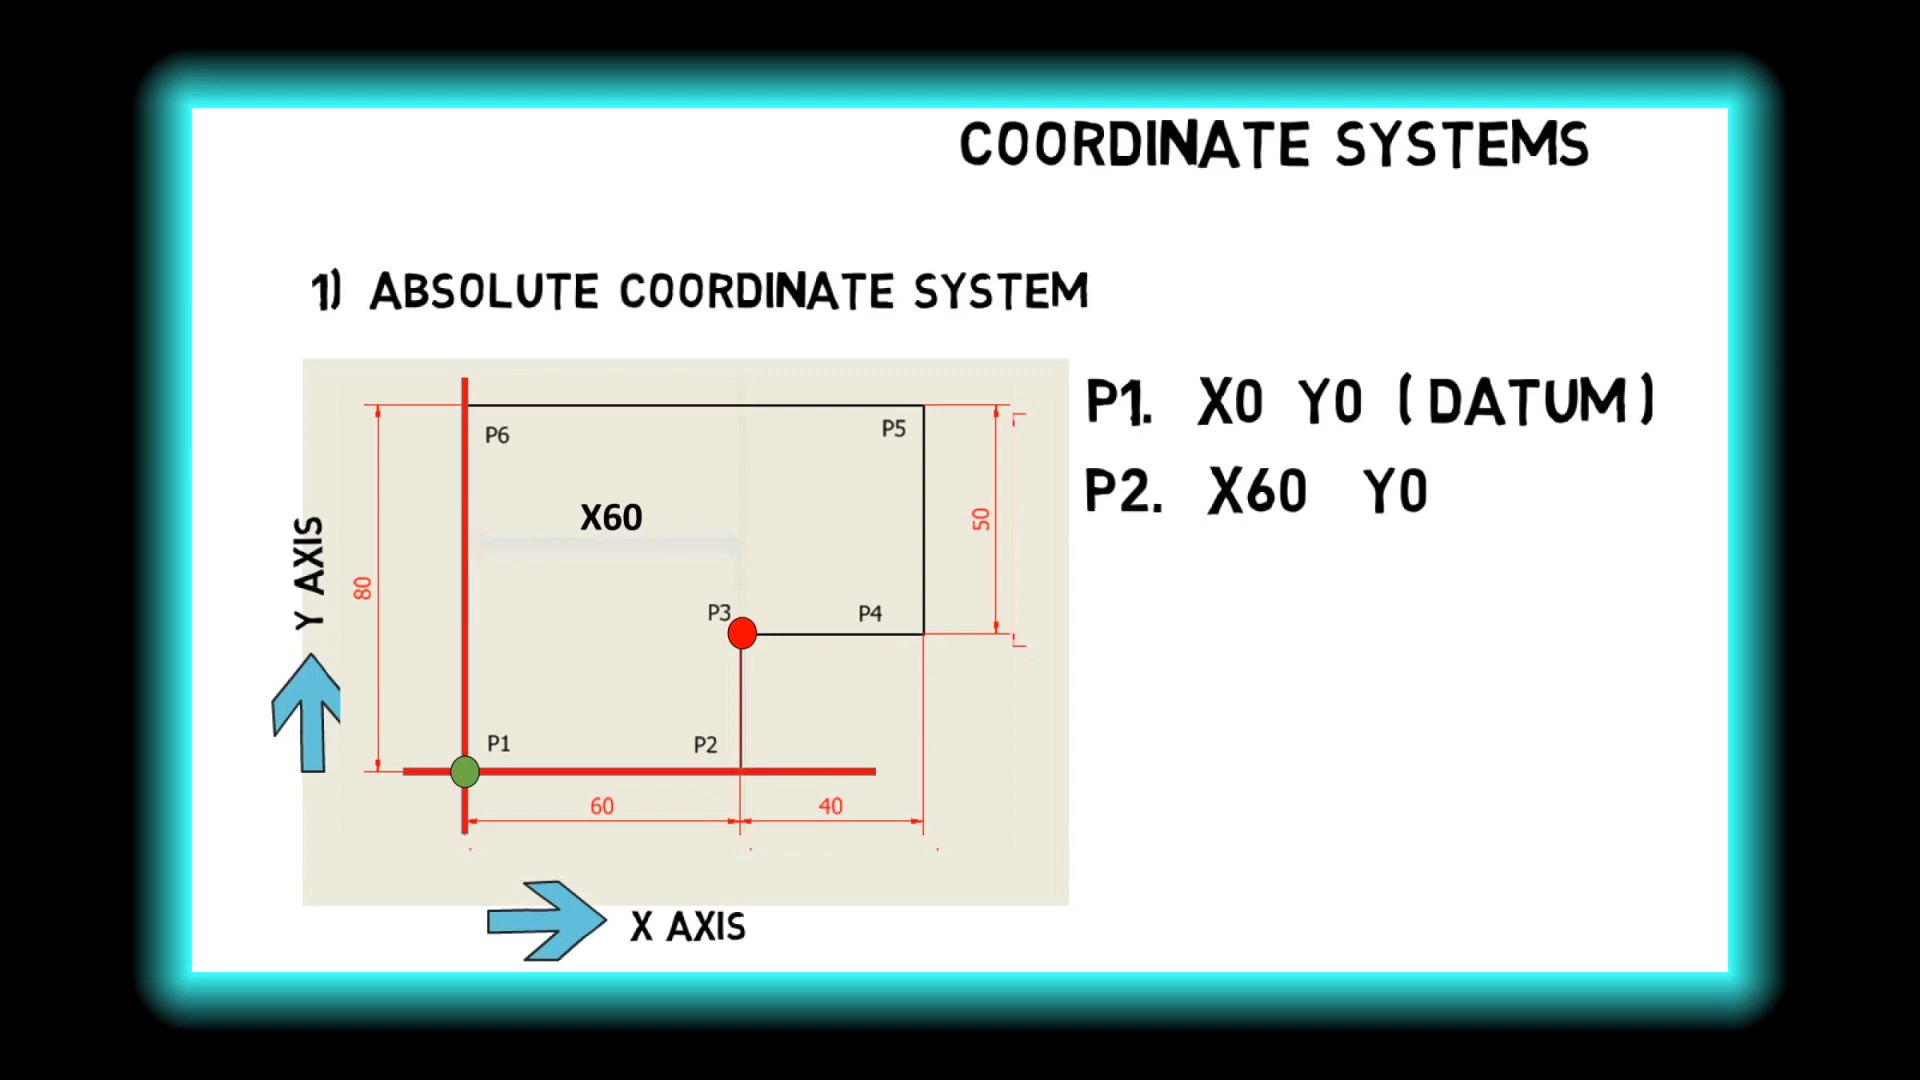 COORDINATE SYSTEMS
1) ABSOLUTE COORDINATE SYSTEM
P1. X0 Y0 (DATUM)
P2. X60 Y0
P6
P5
X60
50
Y AXIS
80
P3
P4
P1
P2
60
40
X AXIS